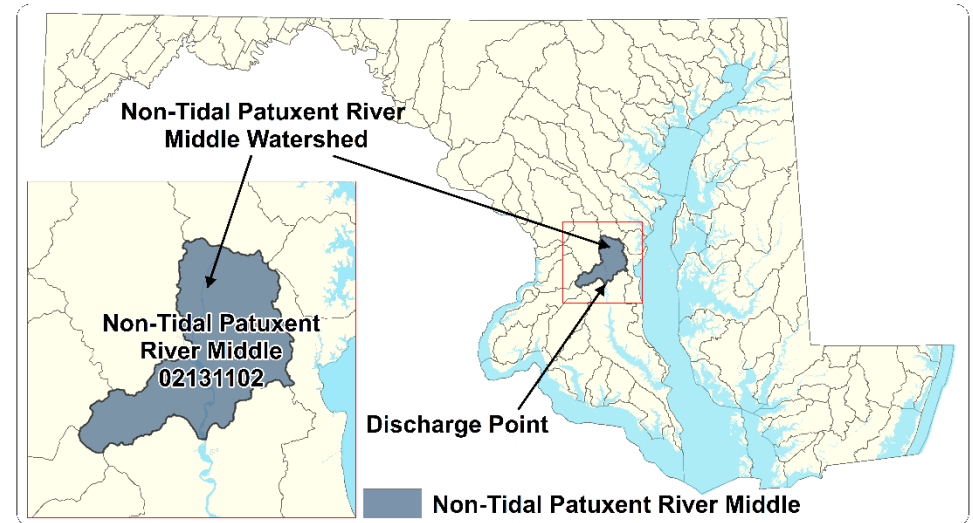 Non-Tidal Patuxent River
Middle Watershed
Non-Tidal Patuxent
River Middle
02131102
Discharge Point
Non-Tidal Patuxent River Middle